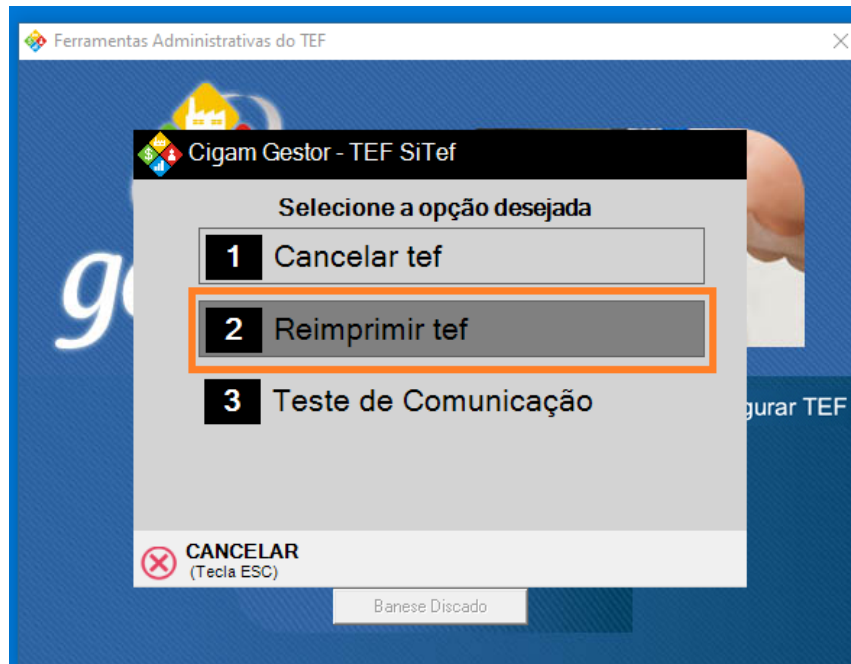 Ferramentas Administrativas do TEF
Cigam Gestor - TEF SiTef
Selecione a opção desejada
1 Cancelar tef
2 Reimprimir tef
3 Teste de Comunicação
gurar TEF
CANCELAR
(Tecla ESC)
Banese Discado